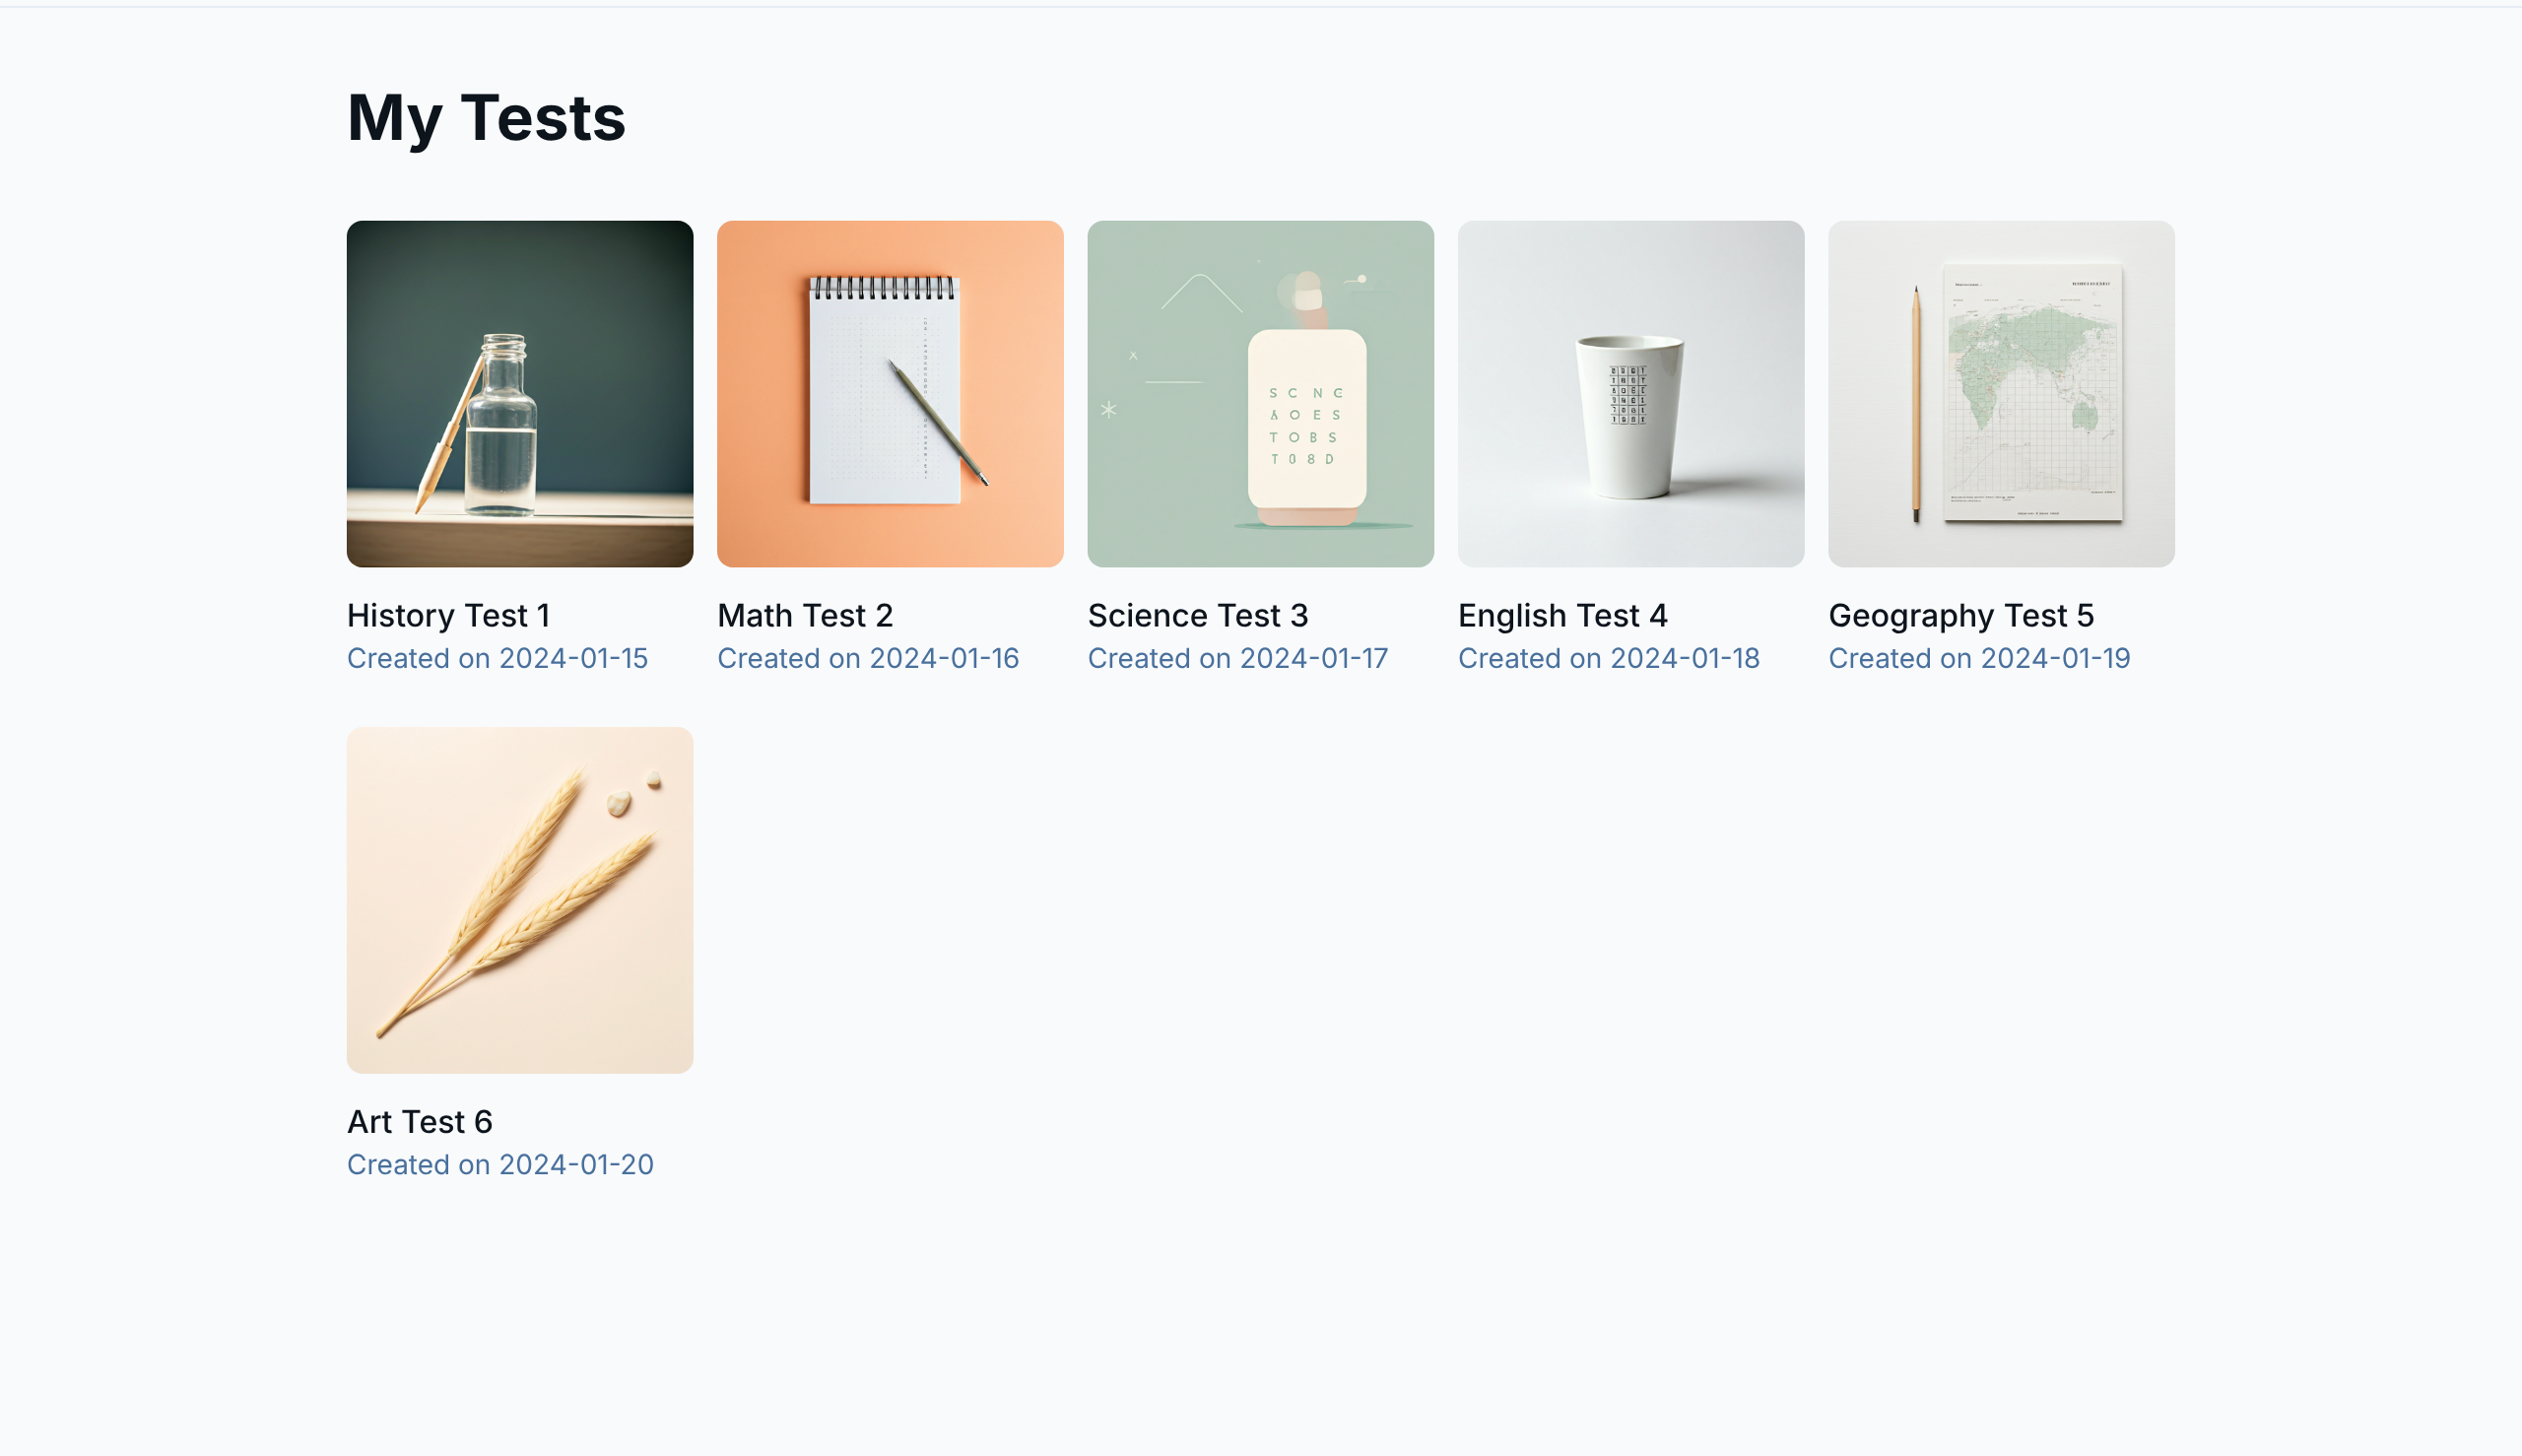 My Tests
History Test 1
Created on 2024-01-15
Math Test 2
Created on 2024-01-16
SCNC
TOBS
Science Test 3
Created on 2024-01-17
English Test 4
Created on 2024-01-18
Geography Test 5
Created on 2024-01-19
Art Test 6
Created on 2024-01-20